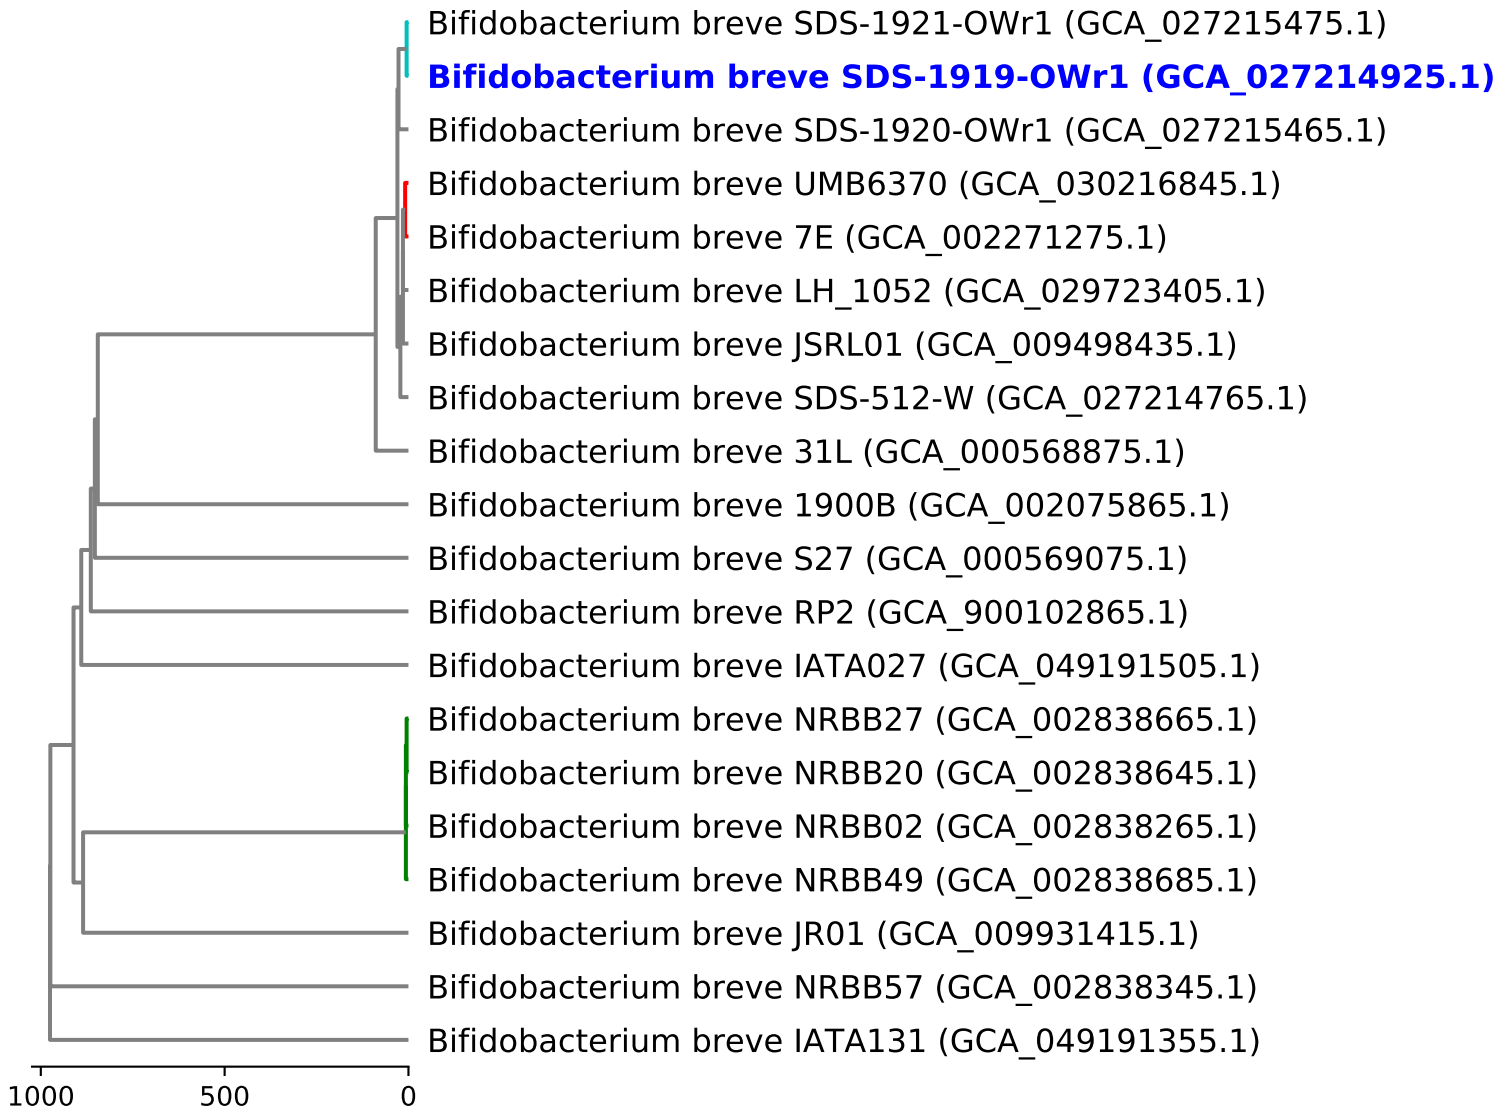 Bifidobacterium breve SDS-1921-OWr1 (GCA_027215475.1)
Bifidobacterium breve SDS-1919-OWr1 (GCA_027214925.1)
Bifidobacterium breve SDS-1920-OWr1 (GCA_027215465.1)
Bifidobacterium breve UMB6370 (GCA_030216845.1)
Bifidobacterium breve 7E (GCA_002271275.1)
Bifidobacterium breve LH_1052 (GCA_029723405.1)
Bifidobacterium breve JSRL01 (GCA_009498435.1)
Bifidobacterium breve SDS-512-W (GCA_027214765.1)
Bifidobacterium breve 31L (GCA_000568875.1)
Bifidobacterium breve 1900B (GCA_002075865.1)
Bifidobacterium breve S27 (GCA_000569075.1)
Bifidobacterium breve RP2 (GCA_900102865.1)
Bifidobacterium breve IATA027 (GCA_049191505.1)
Bifidobacterium breve NRBB27 (GCA_002838665.1)
Bifidobacterium breve NRBB20 (GCA_002838645.1)
Bifidobacterium breve NRBB02 (GCA_002838265.1)
Bifidobacterium breve NRBB49 (GCA_002838685.1)
Bifidobacterium breve JR01 (GCA_009931415.1)
Bifidobacterium breve NRBB57 (GCA_002838345.1)
Bifidobacterium breve IATA131 (GCA_049191355.1)
1000 500 0